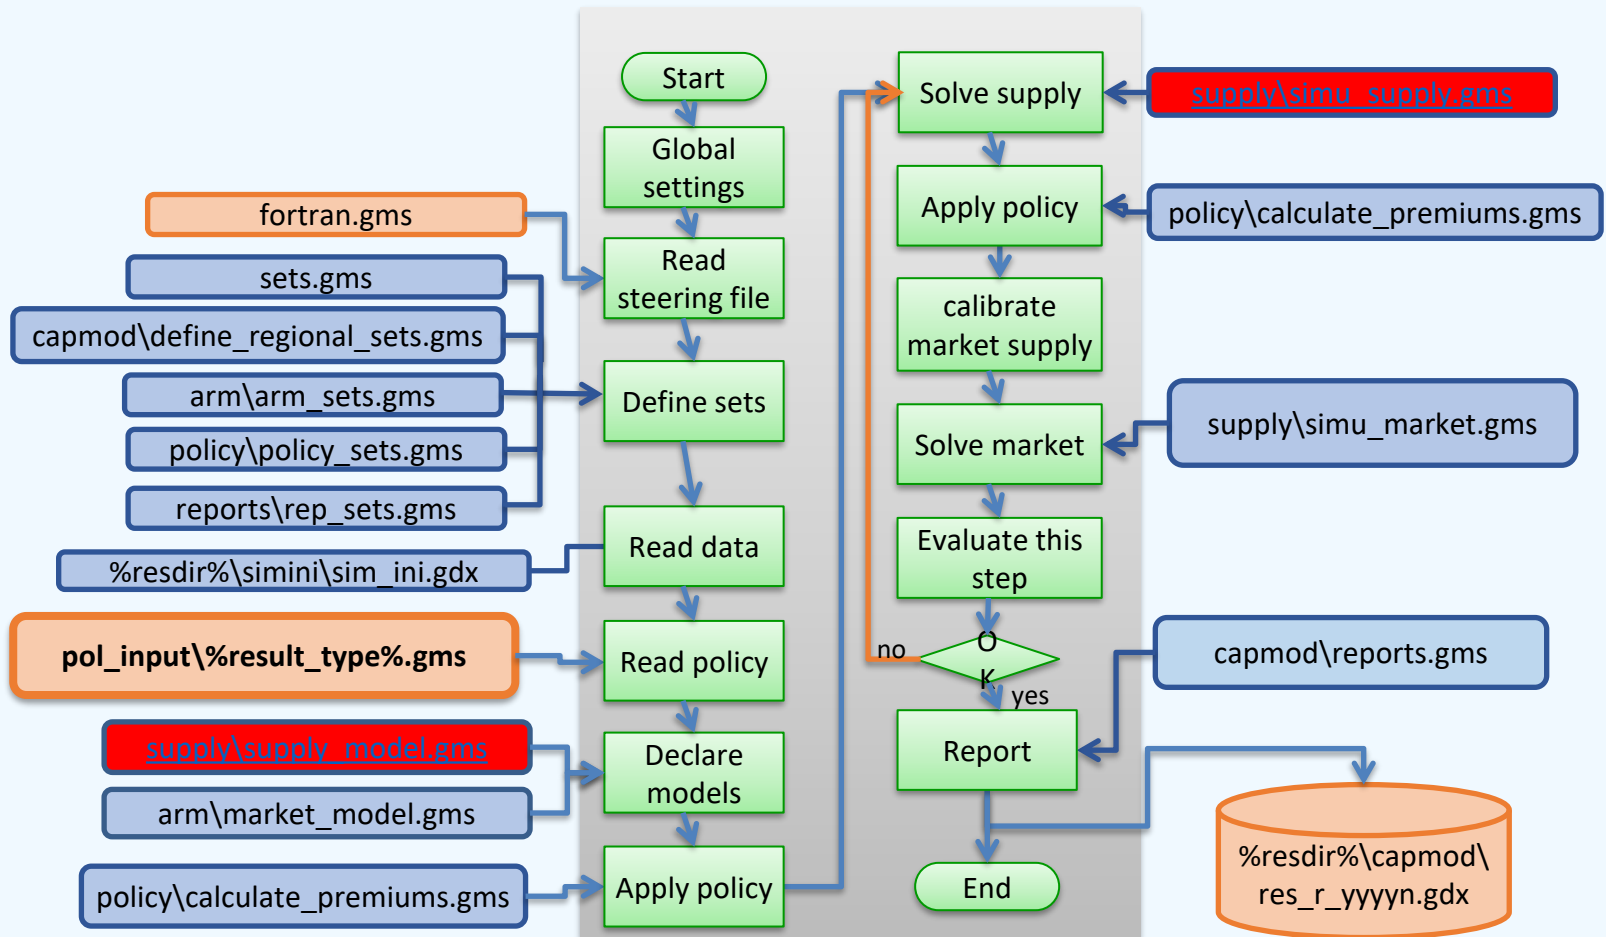 Start
Global
settings
fortran.gms
Read
steering file
sets.gms
capmod\define_regional_sets.gms
arm\arm_sets.gms
policy\policy_sets.gms
reports\rep_sets.gms
Define sets
%resdir%\simini\sim_ini.gdx
Read data
pol_input\%result_type%.gms
Read policy
supply\supply_model.gms
arm\market_model.gms
Declare
models
policy\calculate_premiums.gms
Apply policy
Solve supply
supply\simu_supply.gms
Apply policy
policy\calculate_premiums.gms
calibrate
market supply
Solve market
supply\simu_market.gms
Evaluate this
step
O
K
no
yes
Report
capmod\reports.gms
End
%resdir%\capmod\
res_r_yyyyn.gdx